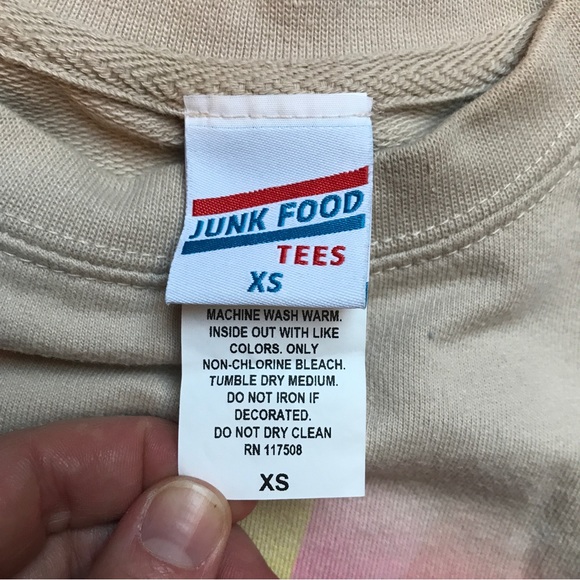 JUNK FOOD
TEES
XS
MACHINE WASH WARM.
INSIDE OUT WITH LIKE
COLORS. ONLY
NON-CHLORINE BLEACH.
TUMBLE DRY MEDIUM.
DO NOT IRON IF
DECORATED.
DO NOT DRY CLEAN
RN 117508
XS